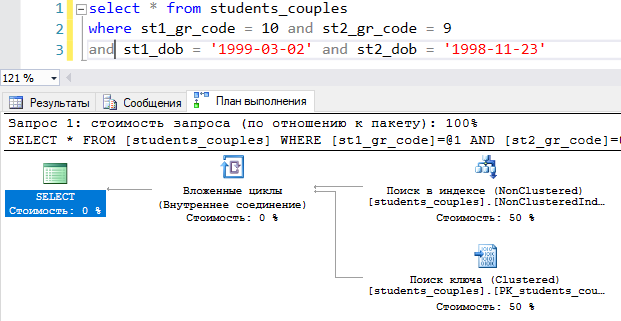 1 select * from students_couples
2 where st1_gr_code = 10 and st2_gr_code = 9
3 and st1_dob = '1999-03-02' and st2_dob = '1998-11-23'
121 %
Результаты Сообщения План выполнения
Запрос 1: стоимость запроса (по отношению к пакету): 100%
SELECT * FROM [students_couples] WHERE [st1_gr_code]=@1 AND [st2_gr_code]=
SELECT
Стоимость: 0 %
Вложенные циклы
(Внутреннее соединение)
Стоимость: 0 %
Поиск в индексе (NonClustered)
[students_couples].[NonClusteredInd…
Стоимость: 50 %
Поиск ключа (Clustered)
[students_couples].[PK_students_cou…
Стоимость: 50 %